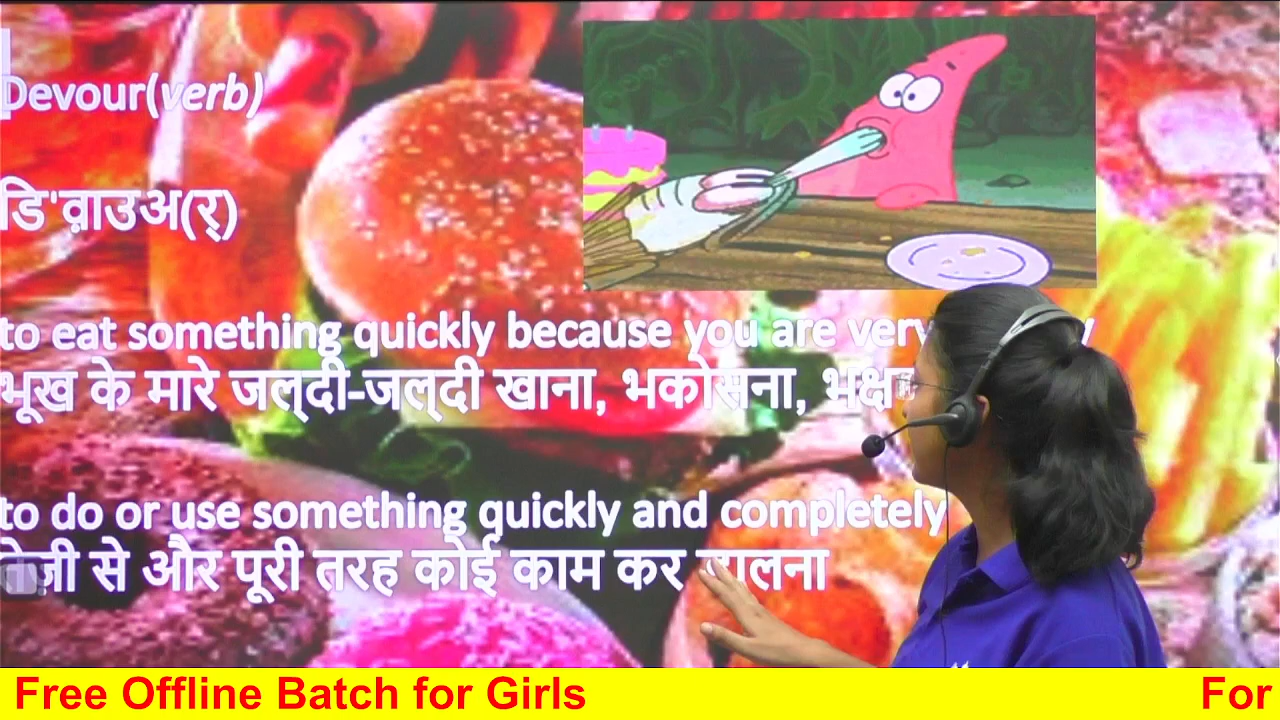 Devour(verb)
डि'व़ाउअ(र्)
to eat something quickly because you are very
भूख के मारे जल्दी-जल्दी खाना, भकोसना,
to do or use something quickly and completely
तेज़ी से और पूरी तरह कोई काम कर डालना
Free Offline Batch for Girls For